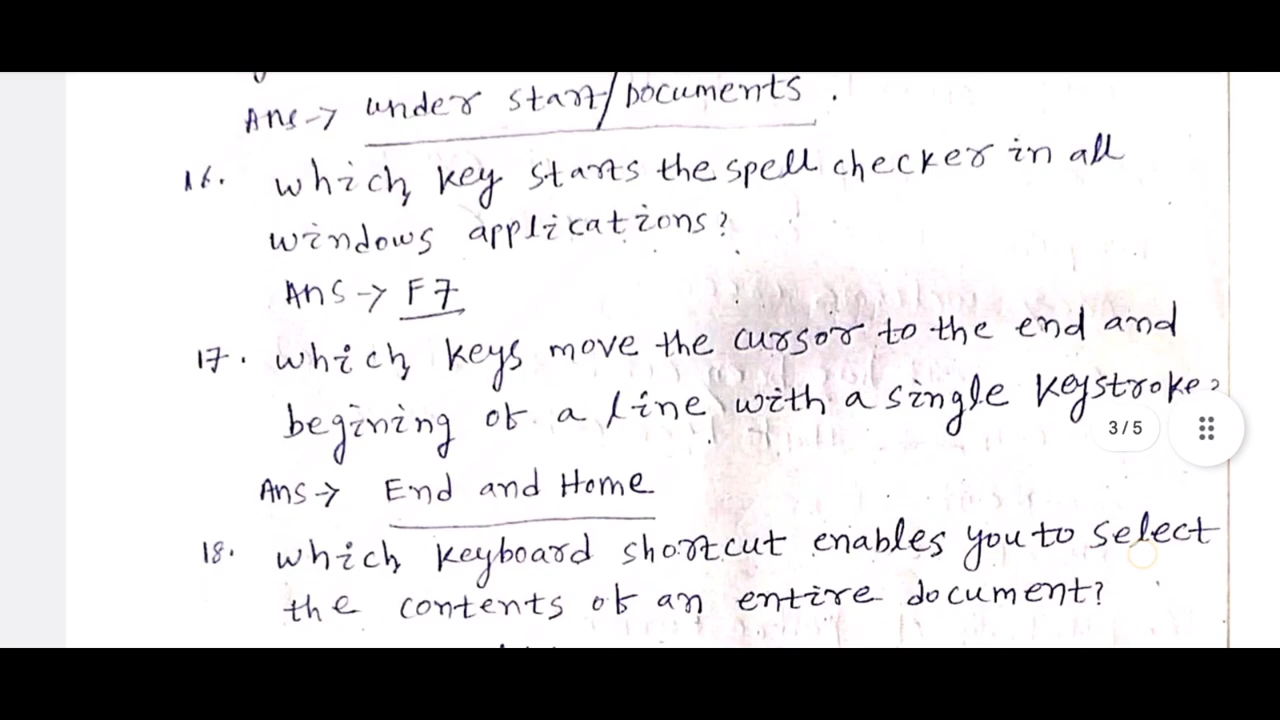 Ans → under start/Documents.
16. which key starts the spell checker in all
windows applications?
Ans → F7
17. which keys move the cursor to the end and
begining of a line with a single keystroke?
3/5
Ans → End and Home
18. which keyboard shortcut enables you to select
the contents of an entire document?